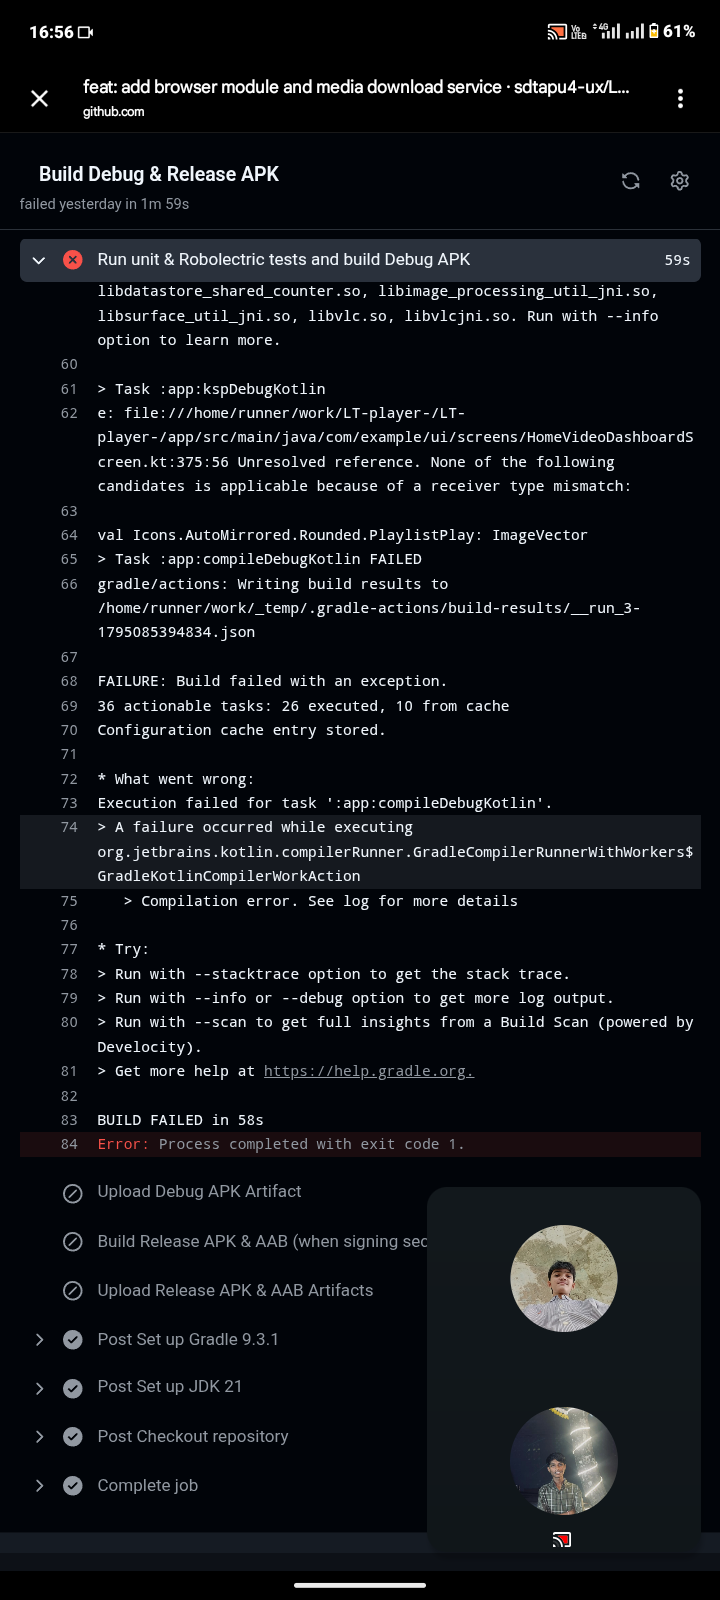 16:56
Vo LTE
4G
61%
feat: add browser module and media download service · sdtapu4-ux/L...
github.com
Build Debug & Release APK
failed yesterday in 1m 59s
Run unit & Robolectric tests and build Debug APK 59s
libdatastore_shared_counter.so, libimage_processing_util_jni.so,
libsurface_util_jni.so, libvlc.so, libvlcjni.so. Run with --info
option to learn more.
60
61 > Task :app:kspDebugKotlin
62 e: file:///home/runner/work/LT-player-/LT-
player-/app/src/main/java/com/example/ui/screens/HomeVideoDashboardS
creen.kt:375:56 Unresolved reference. None of the following
candidates is applicable because of a receiver type mismatch:
63
64 val Icons.AutoMirrored.Rounded.PlaylistPlay: ImageVector
65 > Task :app:compileDebugKotlin FAILED
66 gradle/actions: Writing build results to
/home/runner/work/_temp/.gradle-actions/build-results/__run_3-
1795085394834.json
67
68 FAILURE: Build failed with an exception.
69 36 actionable tasks: 26 executed, 10 from cache
70 Configuration cache entry stored.
71
72 * What went wrong:
73 Execution failed for task ':app:compileDebugKotlin'.
74 > A failure occurred while executing
org.jetbrains.kotlin.compilerRunner.GradleCompilerRunnerWithWorkers$
GradleKotlinCompilerWorkAction
75 > Compilation error. See log for more details
76
77 * Try:
78 > Run with --stacktrace option to get the stack trace.
79 > Run with --info or --debug option to get more log output.
80 > Run with --scan to get full insights from a Build Scan (powered by
Develocity).
81 > Get more help at https://help.gradle.org.
82
83 BUILD FAILED in 58s
84 Error: Process completed with exit code 1.
Upload Debug APK Artifact
Build Release APK & AAB (when signing sec
Upload Release APK & AAB Artifacts
Post Set up Gradle 9.3.1
Post Set up JDK 21
Post Checkout repository
Complete job